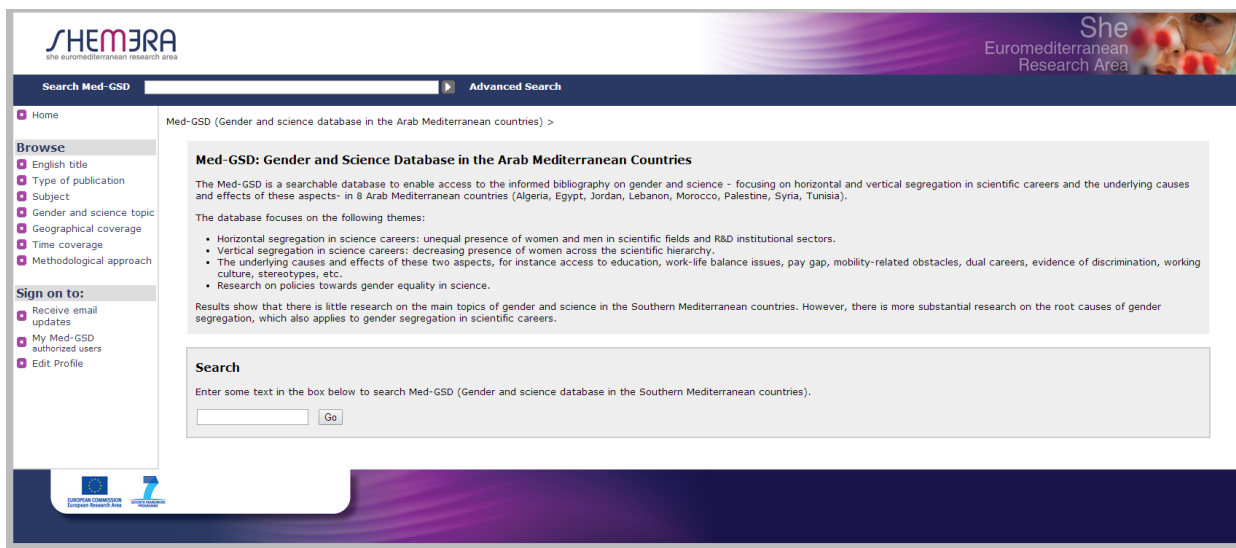 SHEMERA
she euromediterranean research area
She
Euromediterranean
Research Area
Search Med-GSD
Advanced Search
Home
Browse
English title
Type of publication
Subject
Gender and science topic
Geographical coverage
Time coverage
Methodological approach
Sign on to:
Receive email
updates
My Med-GSD
authorized users
Edit Profile
Med-GSD (Gender and science database in the Arab Mediterranean countries) >
Med-GSD: Gender and Science Database in the Arab Mediterranean Countries
The Med-GSD is a searchable database to enable access to the informed bibliography on gender and science - focusing on horizontal and vertical segregation in scientific careers and the underlying causes
and effects of these aspects- in 8 Arab Mediterranean countries (Algeria, Egypt, Jordan, Lebanon, Morocco, Palestine, Syria, Tunisia).
The database focuses on the following themes:
• Horizontal segregation in science careers: unequal presence of women and men in scientific fields and R&D institutional sectors.
• Vertical segregation in science careers: decreasing presence of women across the scientific hierarchy.
• The underlying causes and effects of these two aspects, for instance access to education, work-life balance issues, pay gap, mobility-related obstacles, dual careers, evidence of discrimination, working
culture, stereotypes, etc.
• Research on policies towards gender equality in science.
Results show that there is little research on the main topics of gender and science in the Southern Mediterranean countries. However, there is more substantial research on the root causes of gender
segregation, which also applies to gender segregation in scientific careers.
Search
Enter some text in the box below to search Med-GSD (Gender and science database in the Southern Mediterranean countries).
Go
EUROPEAN COMMISSION
European Research Area
SEVENTH FRAMEWORK
PROGRAMME